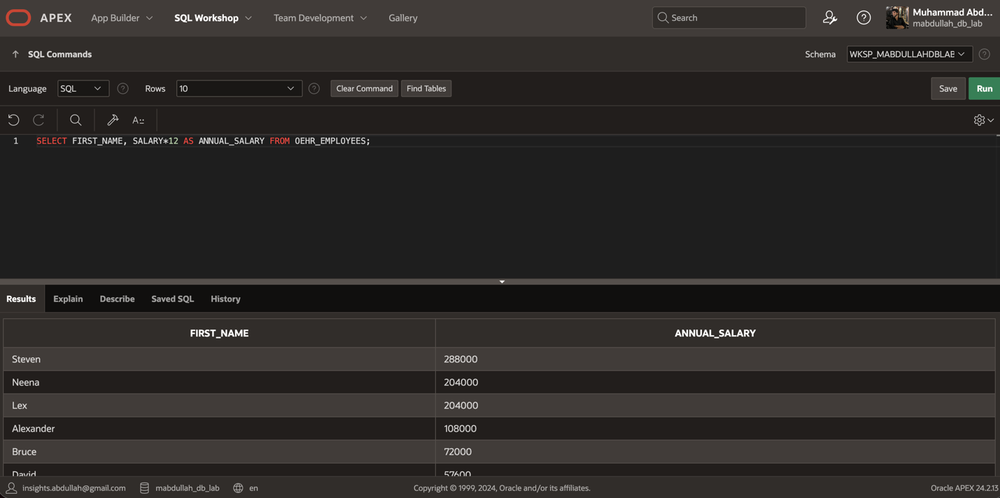 APEX App Builder SQL Workshop Team Development Gallery Search Muhammad Abd...
mabdullah_db_lab
SQL Commands Schema WKSP_MABDULLAHDBLAB
Language SQL Rows 10 Clear Command Find Tables Save Run
1 SELECT FIRST_NAME, SALARY*12 AS ANNUAL_SALARY FROM OEHR_EMPLOYEES;
Results Explain Describe Saved SQL History
FIRST_NAME ANNUAL_SALARY
Steven 288000
Neena 204000
Lex 204000
Alexander 108000
Bruce 72000
David 57600
insights.abdullah@gmail.com mabdullah_db_lab en Copyright © 1999, 2024, Oracle and/or its affiliates. Oracle APEX 24.2.13